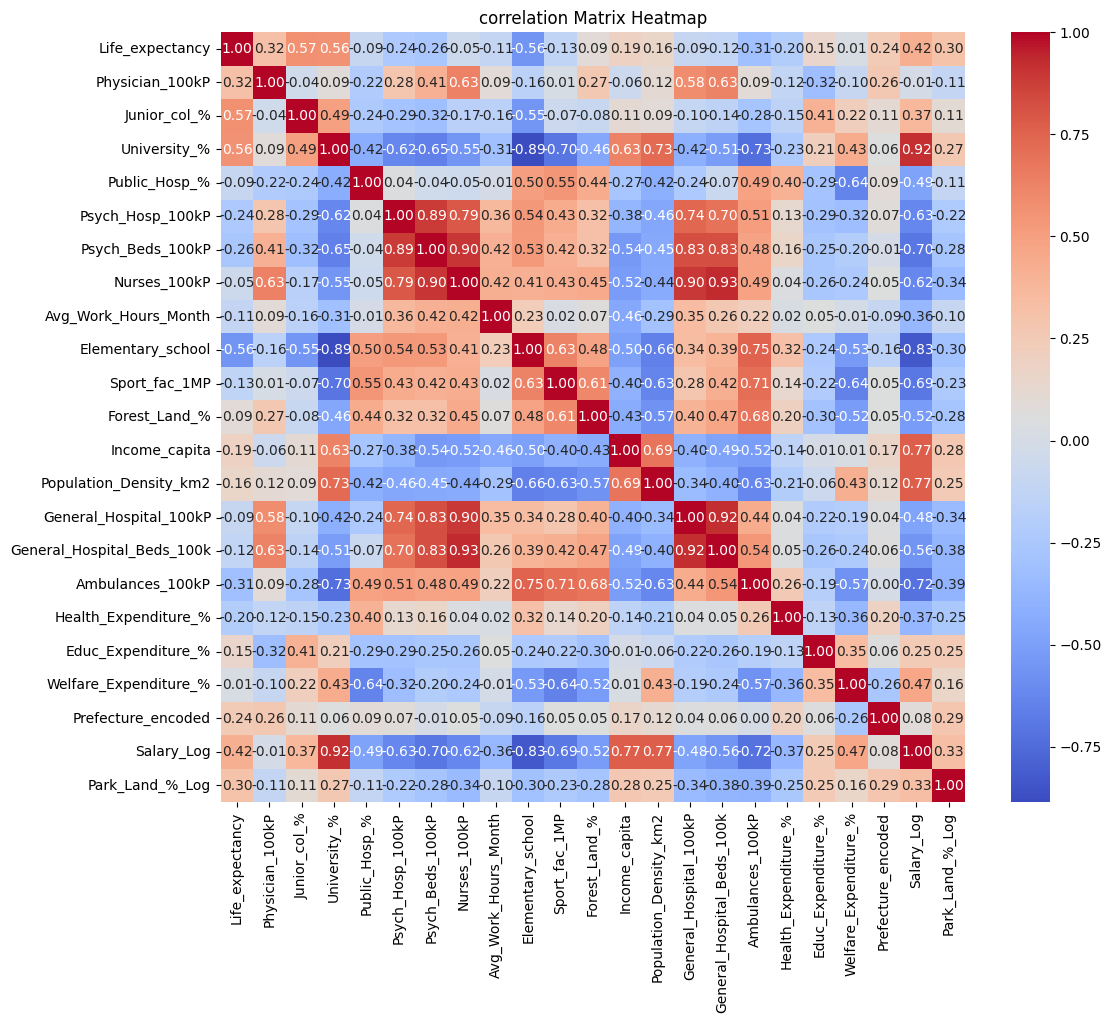 correlation Matrix Heatmap
Life_expectancy 1.00 0.32 0.57 0.56 -0.09 -0.24 -0.26 -0.05 -0.11 -0.56 -0.13 0.09 0.19 0.16 -0.09 -0.12 -0.31 -0.20 0.15 0.01 0.24 0.42 0.30
Physician_100kP 0.32 1.00 -0.04 0.09 -0.22 0.28 0.41 0.63 0.09 -0.16 0.01 0.27 -0.06 0.12 0.58 0.63 0.09 -0.12 -0.32 -0.10 0.26 -0.01 -0.11
Junior_col_% 0.57 -0.04 1.00 0.49 -0.24 -0.29 -0.32 -0.17 -0.16 -0.55 -0.07 -0.08 0.11 0.09 -0.10 -0.14 -0.28 -0.15 0.41 0.22 0.11 0.37 0.11
University_% 0.56 0.09 0.49 1.00 -0.42 -0.62 -0.65 -0.55 -0.31 -0.89 -0.70 -0.46 0.63 0.73 -0.42 -0.51 -0.73 -0.23 0.21 0.43 0.06 0.92 0.27
Public_Hosp_% -0.09 -0.22 -0.24 -0.42 1.00 0.04 -0.04 -0.05 -0.01 0.50 0.55 0.44 -0.27 -0.42 -0.24 -0.07 0.49 0.40 -0.29 -0.64 0.09 -0.49 -0.11
Psych_Hosp_100kP -0.24 0.28 -0.29 -0.62 0.04 1.00 0.89 0.79 0.36 0.54 0.43 0.32 -0.38 -0.46 0.74 0.70 0.51 0.13 -0.29 -0.32 0.07 -0.63 -0.22
Psych_Beds_100kP -0.26 0.41 -0.32 -0.65 -0.04 0.89 1.00 0.90 0.42 0.53 0.42 0.32 -0.54 -0.45 0.83 0.83 0.48 0.16 -0.25 -0.20 -0.01 -0.70 -0.28
Nurses_100kP -0.05 0.63 -0.17 -0.55 -0.05 0.79 0.90 1.00 0.42 0.41 0.43 0.45 -0.52 -0.44 0.90 0.93 0.49 0.04 -0.26 -0.24 0.05 -0.62 -0.34
Avg_Work_Hours_Month -0.11 0.09 -0.16 -0.31 -0.01 0.36 0.42 0.42 1.00 0.23 0.02 0.07 -0.46 -0.29 0.35 0.26 0.22 0.02 0.05 -0.01 -0.09 -0.36 -0.10
Elementary_school -0.56 -0.16 -0.55 -0.89 0.50 0.54 0.53 0.41 0.23 1.00 0.63 0.48 -0.50 -0.66 0.34 0.39 0.75 0.32 -0.24 -0.53 -0.16 -0.83 -0.30
Sport_fac_1MP -0.13 0.01 -0.07 -0.70 0.55 0.43 0.42 0.43 0.02 0.63 1.00 0.61 -0.40 -0.63 0.28 0.42 0.71 0.14 -0.22 -0.64 0.05 -0.69 -0.23
Forest_Land_% 0.09 0.27 -0.08 -0.46 0.44 0.32 0.32 0.45 0.07 0.48 0.61 1.00 -0.43 -0.57 0.40 0.47 0.68 0.20 -0.30 -0.52 0.05 -0.52 -0.28
Income_capita 0.19 -0.06 0.11 0.63 -0.27 -0.38 -0.54 -0.52 -0.46 -0.50 -0.40 -0.43 1.00 0.69 -0.40 -0.49 -0.52 -0.14 -0.01 0.01 0.17 0.77 0.28
Population_Density_km2 0.16 0.12 0.09 0.73 -0.42 -0.46 -0.45 -0.44 -0.29 -0.66 -0.63 -0.57 0.69 1.00 -0.34 -0.40 -0.63 -0.21 -0.06 0.43 0.12 0.77 0.25
General_Hospital_100kP -0.09 0.58 -0.10 -0.42 -0.24 0.74 0.83 0.90 0.35 0.34 0.28 0.40 -0.40 -0.34 1.00 0.92 0.44 0.04 -0.22 -0.19 0.04 -0.48 -0.34
General_Hospital_Beds_100k -0.12 0.63 -0.14 -0.51 -0.07 0.70 0.83 0.93 0.26 0.39 0.42 0.47 -0.49 -0.40 0.92 1.00 0.54 0.05 -0.26 -0.24 0.06 -0.56 -0.38
Ambulances_100kP -0.31 0.09 -0.28 -0.73 0.49 0.51 0.48 0.49 0.22 0.75 0.71 0.68 -0.52 -0.63 0.44 0.54 1.00 0.26 -0.19 -0.57 0.00 -0.72 -0.39
Health_Expenditure_% -0.20 -0.12 -0.15 -0.23 0.40 0.13 0.16 0.04 0.02 0.32 0.14 0.20 -0.14 -0.21 0.04 0.05 0.26 1.00 -0.13 -0.36 0.20 -0.37 -0.25
Educ_Expenditure_% 0.15 -0.32 0.41 0.21 -0.29 -0.29 -0.25 -0.26 0.05 -0.24 -0.22 -0.30 -0.01 -0.06 -0.22 -0.26 -0.19 -0.13 1.00 0.35 0.06 0.25 0.25
Welfare_Expenditure_% 0.01 -0.10 0.22 0.43 -0.64 -0.32 -0.20 -0.24 -0.01 -0.53 -0.64 -0.52 0.01 0.43 -0.19 -0.24 -0.57 -0.36 0.35 1.00 -0.26 0.47 0.16
Prefecture_encoded 0.24 0.26 0.11 0.06 0.09 0.07 -0.01 0.05 -0.09 -0.16 0.05 0.05 0.17 0.12 0.04 0.06 0.00 0.20 0.06 -0.26 1.00 0.08 0.29
Salary_Log 0.42 -0.01 0.37 0.92 -0.49 -0.63 -0.70 -0.62 -0.36 -0.83 -0.69 -0.52 0.77 0.77 -0.48 -0.56 -0.72 -0.37 0.25 0.47 0.08 1.00 0.33
Park_Land_%_Log 0.30 -0.11 0.11 0.27 -0.11 -0.22 -0.28 -0.34 -0.10 -0.30 -0.23 -0.28 0.28 0.25 -0.34 -0.38 -0.39 -0.25 0.25 0.16 0.29 0.33 1.00
Life_expectancy
Physician_100kP
Junior_col_%
University_%
Public_Hosp_%
Psych_Hosp_100kP
Psych_Beds_100kP
Nurses_100kP
Avg_Work_Hours_Month
Elementary_school
Sport_fac_1MP
Forest_Land_%
Income_capita
Population_Density_km2
General_Hospital_100kP
General_Hospital_Beds_100k
Ambulances_100kP
Health_Expenditure_%
Educ_Expenditure_%
Welfare_Expenditure_%
Prefecture_encoded
Salary_Log
Park_Land_%_Log
1.00
0.75
0.50
0.25
0.00
-0.25
-0.50
-0.75